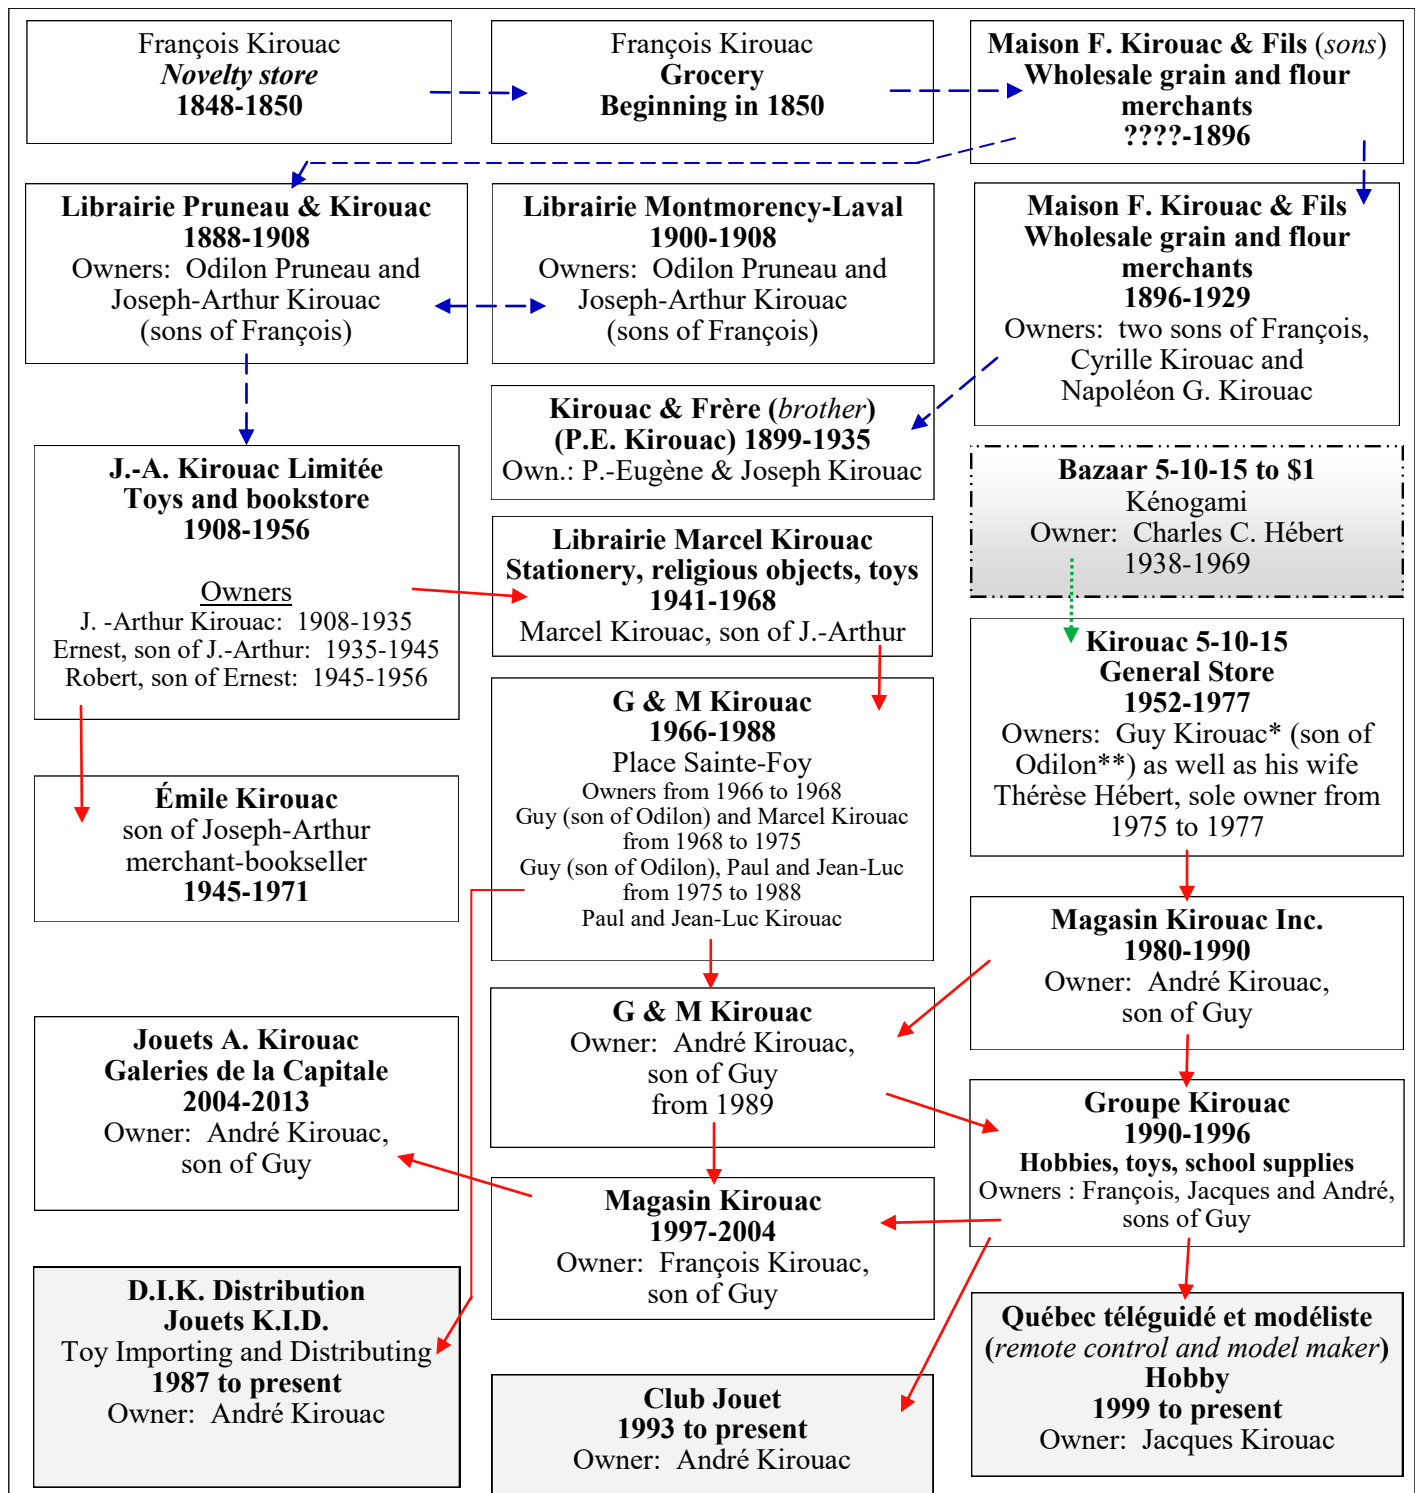 François Kirouac
Novelty store
1848-1850
François Kirouac
Grocery
Beginning in 1850
Maison F. Kirouac & Fils (sons)
Wholesale grain and flour
merchants
????-1896
Librairie Pruneau & Kirouac
1888-1908
Owners: Odilon Pruneau and
Joseph-Arthur Kirouac
(sons of François)
Librairie Montmorency-Laval
1900-1908
Owners: Odilon Pruneau and
Joseph-Arthur Kirouac
(sons of François)
Maison F. Kirouac & Fils
Wholesale grain and flour
merchants
1896-1929
Owners: two sons of François,
Cyrille Kirouac and
Napoléon G. Kirouac
Kirouac & Frère (brother)
(P.E. Kirouac) 1899-1935
Own.: P.-Eugène & Joseph Kirouac
J.-A. Kirouac Limitée
Toys and bookstore
1908-1956
Owners
J. -Arthur Kirouac: 1908-1935
Ernest, son of J.-Arthur: 1935-1945
Robert, son of Ernest: 1945-1956
Bazaar 5-10-15 to $1
Kénogami
Owner: Charles C. Hébert
1938-1969
Librairie Marcel Kirouac
Stationery, religious objects, toys
1941-1968
Marcel Kirouac, son of J.-Arthur
Kirouac 5-10-15
General Store
1952-1977
Owners: Guy Kirouac* (son of
Odilon**) as well as his wife
Thérèse Hébert, sole owner from
1975 to 1977
G & M Kirouac
1966-1988
Place Sainte-Foy
Owners from 1966 to 1968
Guy (son of Odilon) and Marcel Kirouac
from 1968 to 1975
Guy (son of Odilon), Paul and Jean-Luc
from 1975 to 1988
Paul and Jean-Luc Kirouac
Émile Kirouac
son of Joseph-Arthur
merchant-bookseller
1945-1971
Magasin Kirouac Inc.
1980-1990
Owner: André Kirouac,
son of Guy
G & M Kirouac
Owner: André Kirouac,
son of Guy
from 1989
Jouets A. Kirouac
Galeries de la Capitale
2004-2013
Owner: André Kirouac,
son of Guy
Groupe Kirouac
1990-1996
Hobbies, toys, school supplies
Owners : François, Jacques and André,
sons of Guy
Magasin Kirouac
1997-2004
Owner: François Kirouac,
son of Guy
D.I.K. Distribution
Jouets K.I.D.
Toy Importing and Distributing
1987 to present
Owner: André Kirouac
Club Jouet
1993 to present
Owner: André Kirouac
Québec téléguidé et modéliste
(remote control and model maker)
Hobby
1999 to present
Owner: Jacques Kirouac